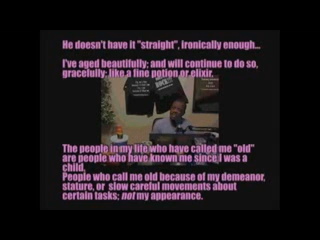 He doesn't have it "straight", ironically enough...
I've aged beautifully; and will continue to do so,
gracefully; like a fine potion or elixir.
ROCK
The people in my life who have called me "old"
are people who have known me since I was a
child.
People who call me old because of my demeanor,
stature, or slow careful movements about
certain tasks; not my appearance.